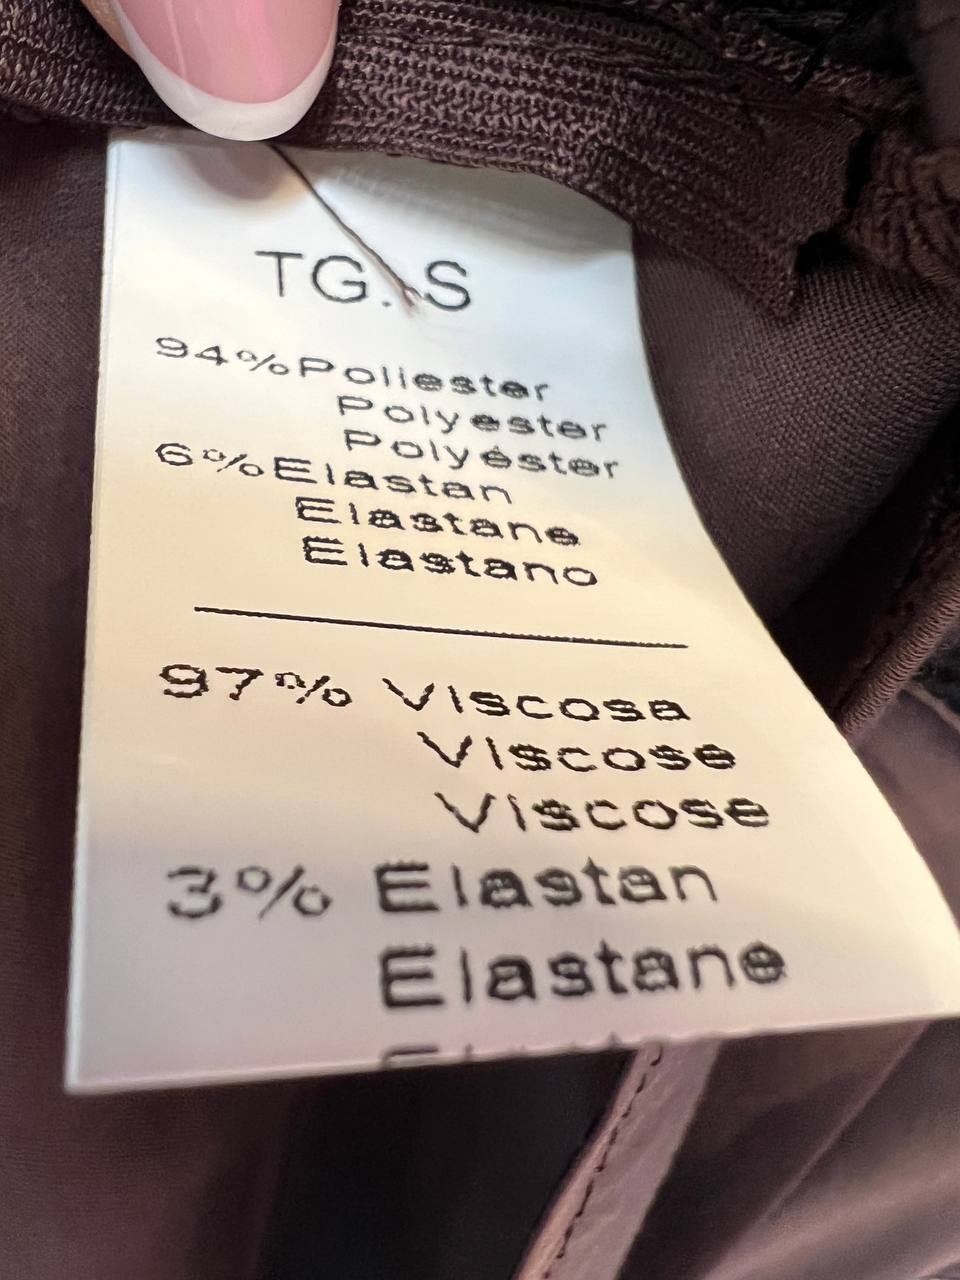 TG. S
94% Poliester
Polyester
Polyéster
6% Elastan
Elastane
Elastano
97% Viscosa
Viscose
Viscose
3% Elastan
Elastane